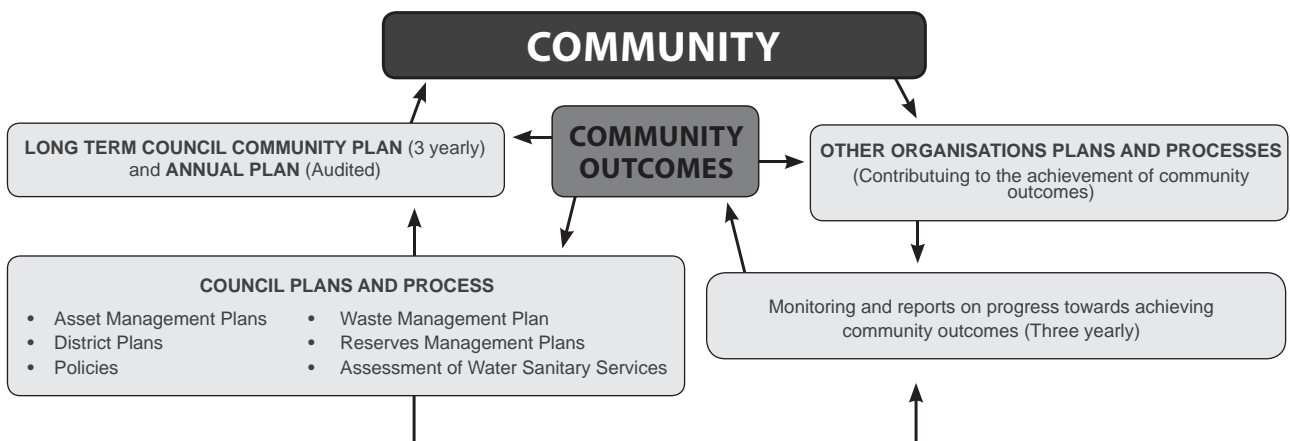 COMMUNITY
COMMUNITY
OUTCOMES
LONG TERM COUNCIL COMMUNITY PLAN (3 yearly)
and ANNUAL PLAN (Audited)
OTHER ORGANISATIONS PLANS AND PROCESSES
(Contributuing to the achievement of community
outcomes)
COUNCIL PLANS AND PROCESS
• Asset Management Plans
• District Plans
• Policies
• Waste Management Plan
• Reserves Management Plans
• Assessment of Water Sanitary Services
Monitoring and reports on progress towards achieving
community outcomes (Three yearly)